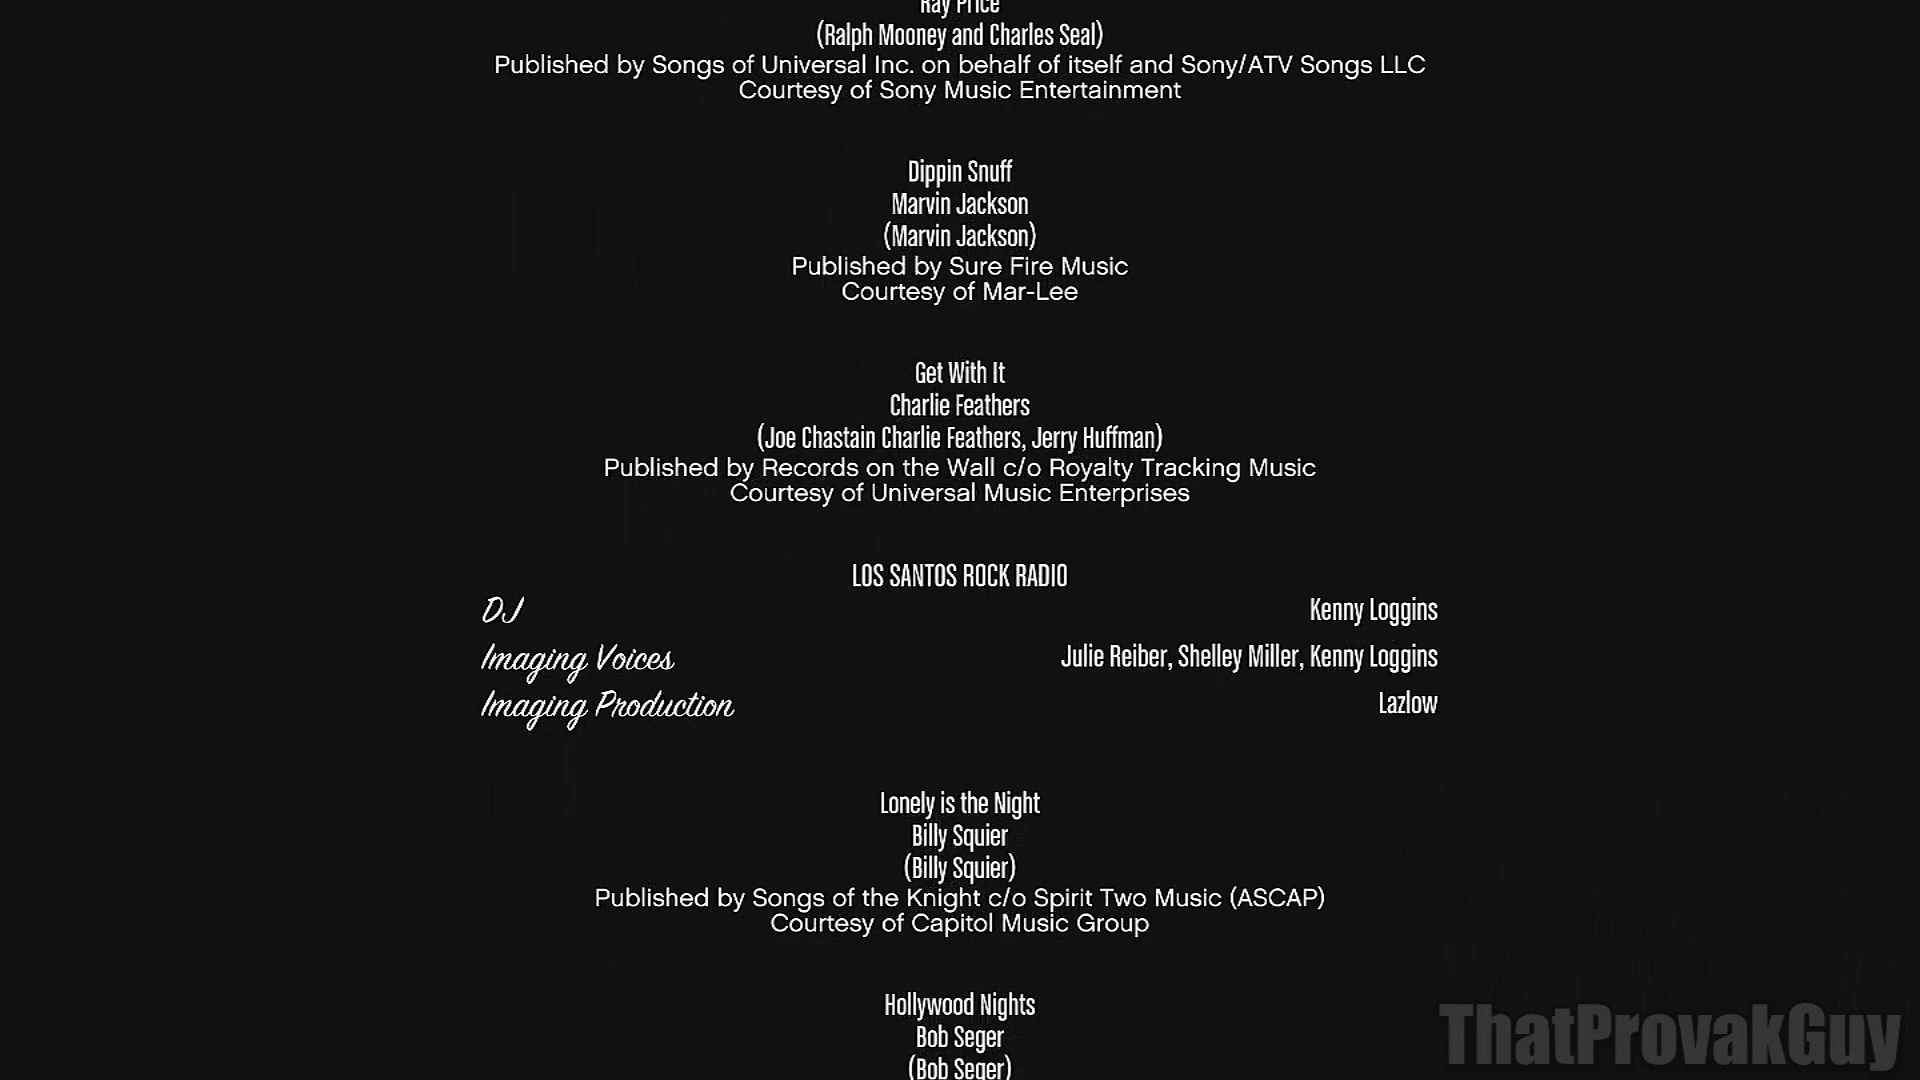 Ray Price
(Ralph Mooney and Charles Seal)
Published by Songs of Universal Inc. on behalf of itself and Sony/ATV Songs LLC
Courtesy of Sony Music Entertainment
Dippin Snuff
Marvin Jackson
(Marvin Jackson)
Published by Sure Fire Music
Courtesy of Mar-Lee
Get With It
Charlie Feathers
(Joe Chastain Charlie Feathers, Jerry Huffman)
Published by Records on the Wall c/o Royalty Tracking Music
Courtesy of Universal Music Enterprises
LOS SANTOS ROCK RADIO
DJ Kenny Loggins
Imaging Voices Julie Reiber, Shelley Miller, Kenny Loggins
Imaging Production Lazlow
Lonely is the Night
Billy Squier
(Billy Squier)
Published by Songs of the Knight c/o Spirit Two Music (ASCAP)
Courtesy of Capitol Music Group
Hollywood Nights
Bob Seger
(Bob Seger)
ThatProvakGuy